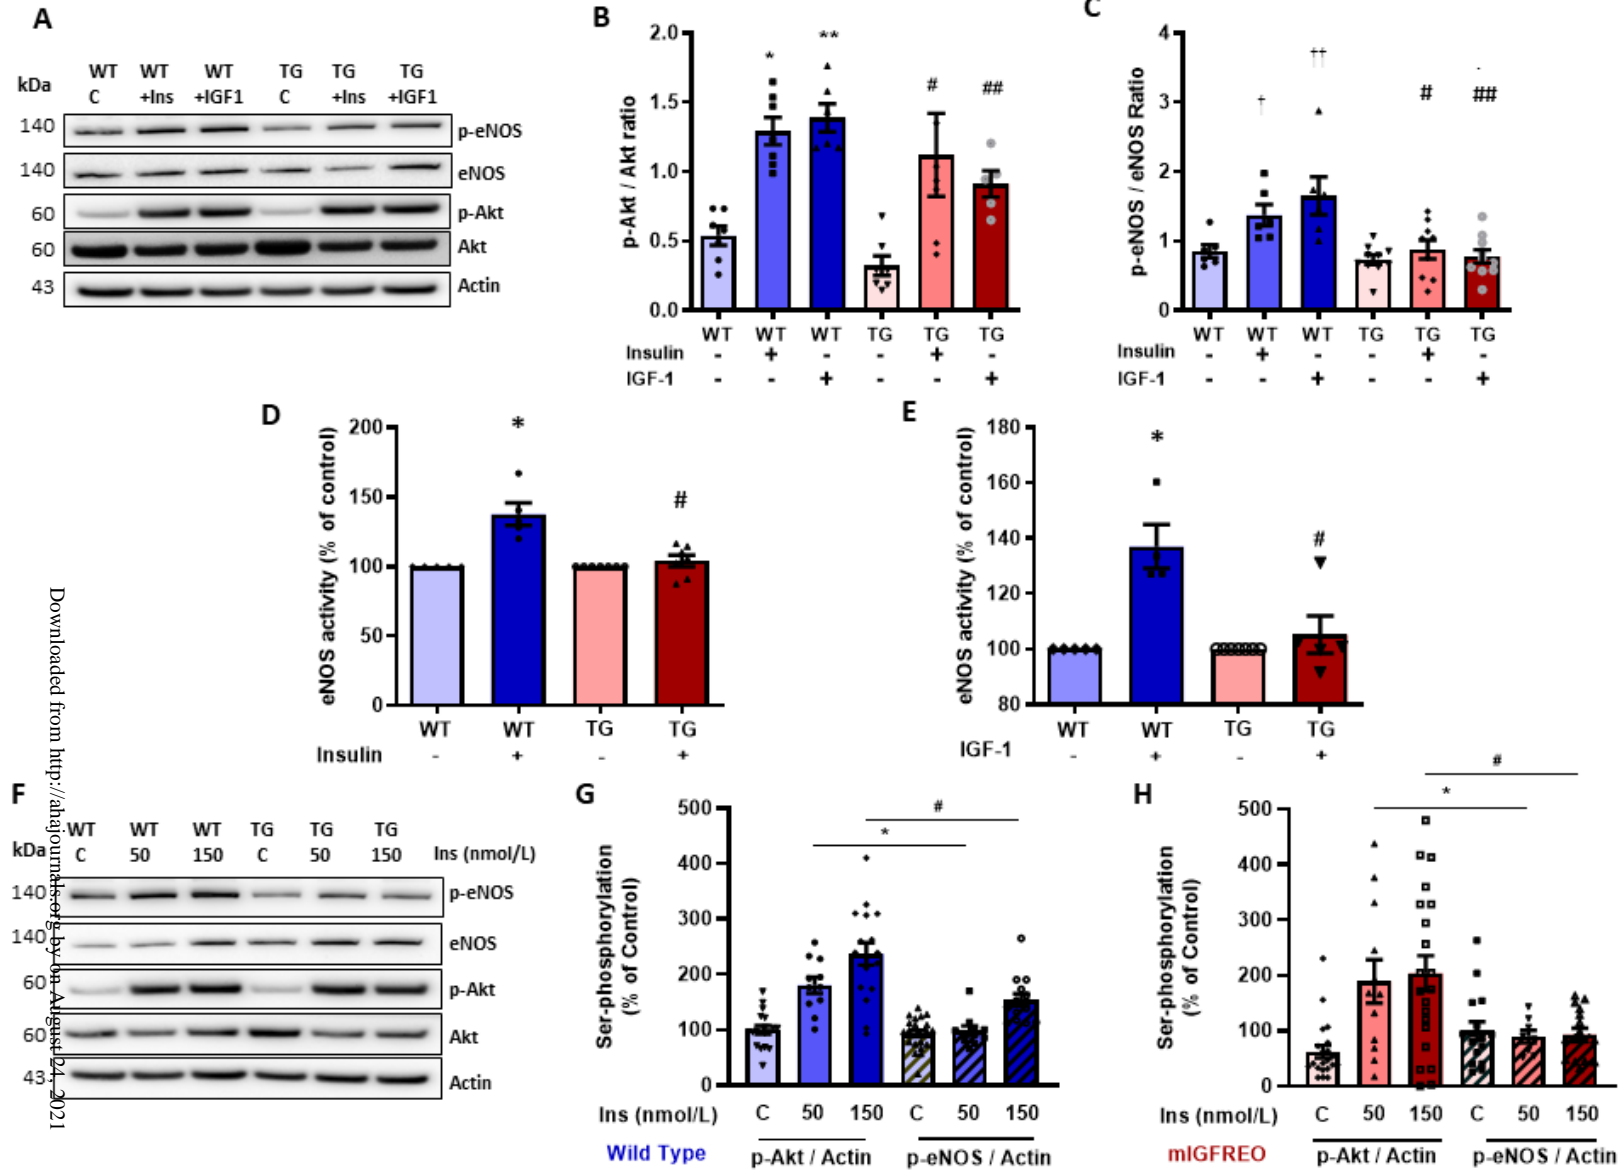 A
WT WT WT TG TG TG
kDa C +Ins +IGF1 C +Ins +IGF1
140 p-eNOS
140 eNOS
60 p-Akt
60 Akt
43 Actin
B
p-Akt / Akt ratio
2.0
1.5
1.0
0.5
0.0
* ** # ##
WT WT WT TG TG TG
Insulin - + - - + -
IGF-1 - - + - - +
C
p-eNOS / eNOS Ratio
4
3
2
1
0
† †† # ##
WT WT WT TG TG TG
Insulin - + - - + -
IGF-1 - - + - - +
D
eNOS activity (% of control)
200
150
100
50
0
* #
WT WT TG TG
Insulin - + - +
E
eNOS activity (% of control)
180
160
140
120
100
80
* #
WT WT TG TG
IGF-1 - + - +
F
WT WT WT TG TG TG
kDa C 50 150 C 50 150 Ins (nmol/L)
140 p-eNOS
140 eNOS
60 p-Akt
60 Akt
43 Actin
G
Ser-phosphorylation
(% of Control)
500
400
300
200
100
0
#
*
Ins (nmol/L) C 50 150 C 50 150
Wild Type p-Akt / Actin p-eNOS / Actin
H
Ser-phosphorylation
(% of Control)
500
400
300
200
100
0
#
*
Ins (nmol/L) C 50 150 C 50 150
mIGFREO p-Akt / Actin p-eNOS / Actin
Downloaded from http://ahajournals.org by on August 24, 2021